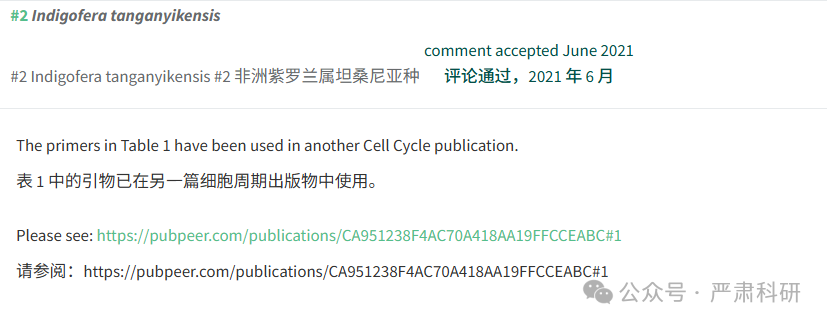 #2 Indigofera tanganyikensis
comment accepted June 2021
#2 Indigofera tanganyikensis #2 非洲紫罗兰属坦桑尼亚种 评论通过，2021 年 6 月
The primers in Table 1 have been used in another Cell Cycle publication.
表 1 中的引物已在另一篇细胞周期出版物中使用。
Please see: https://pubpeer.com/publications/CA951238F4AC70A418AA19FFCCEABC#1
请参阅：https://pubpeer.com/publications/CA951238F4AC70A418AA19FFCCEABC#1
公众号 · 严肃科研